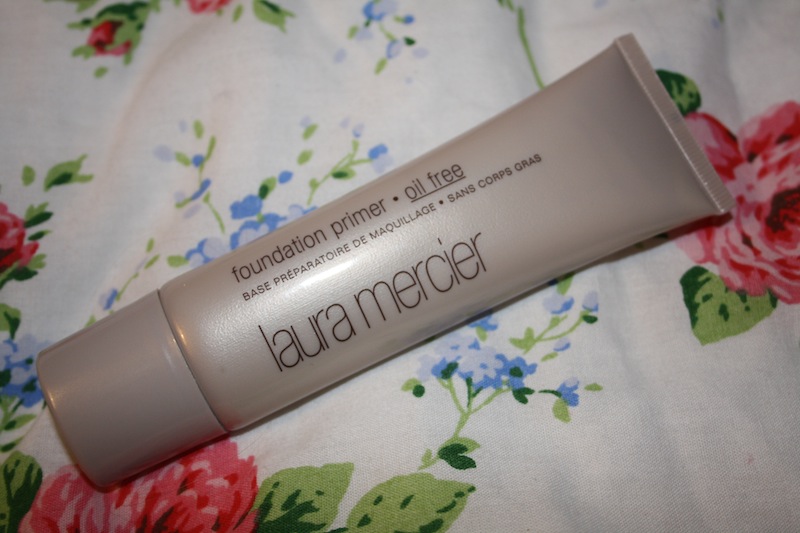 foundation primer • oil free
BASE PRÉPARATOIRE DE MAQUILLAGE • SANS CORPS GRAS
laura mercier